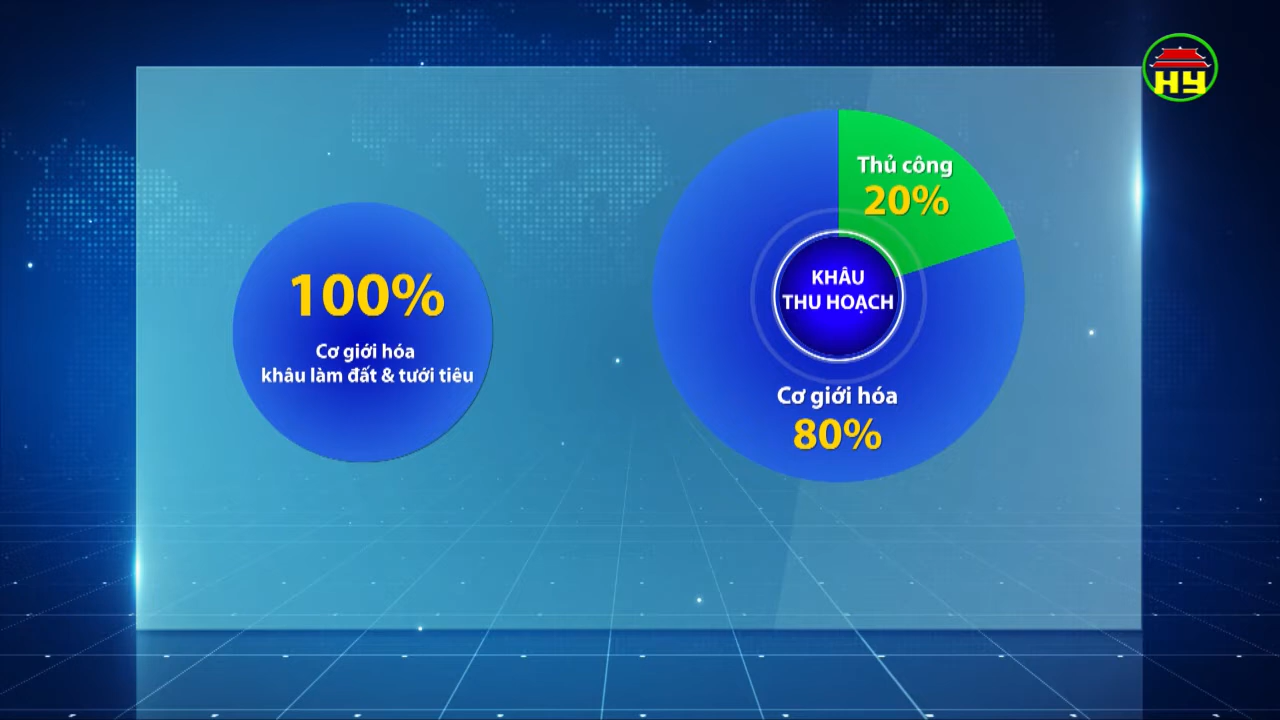 HY
100%
Cơ giới hóa
khâu làm đất & tưới tiêu
Thủ công
20%
KHÂU
THU HOẠCH
Cơ giới hóa
80%